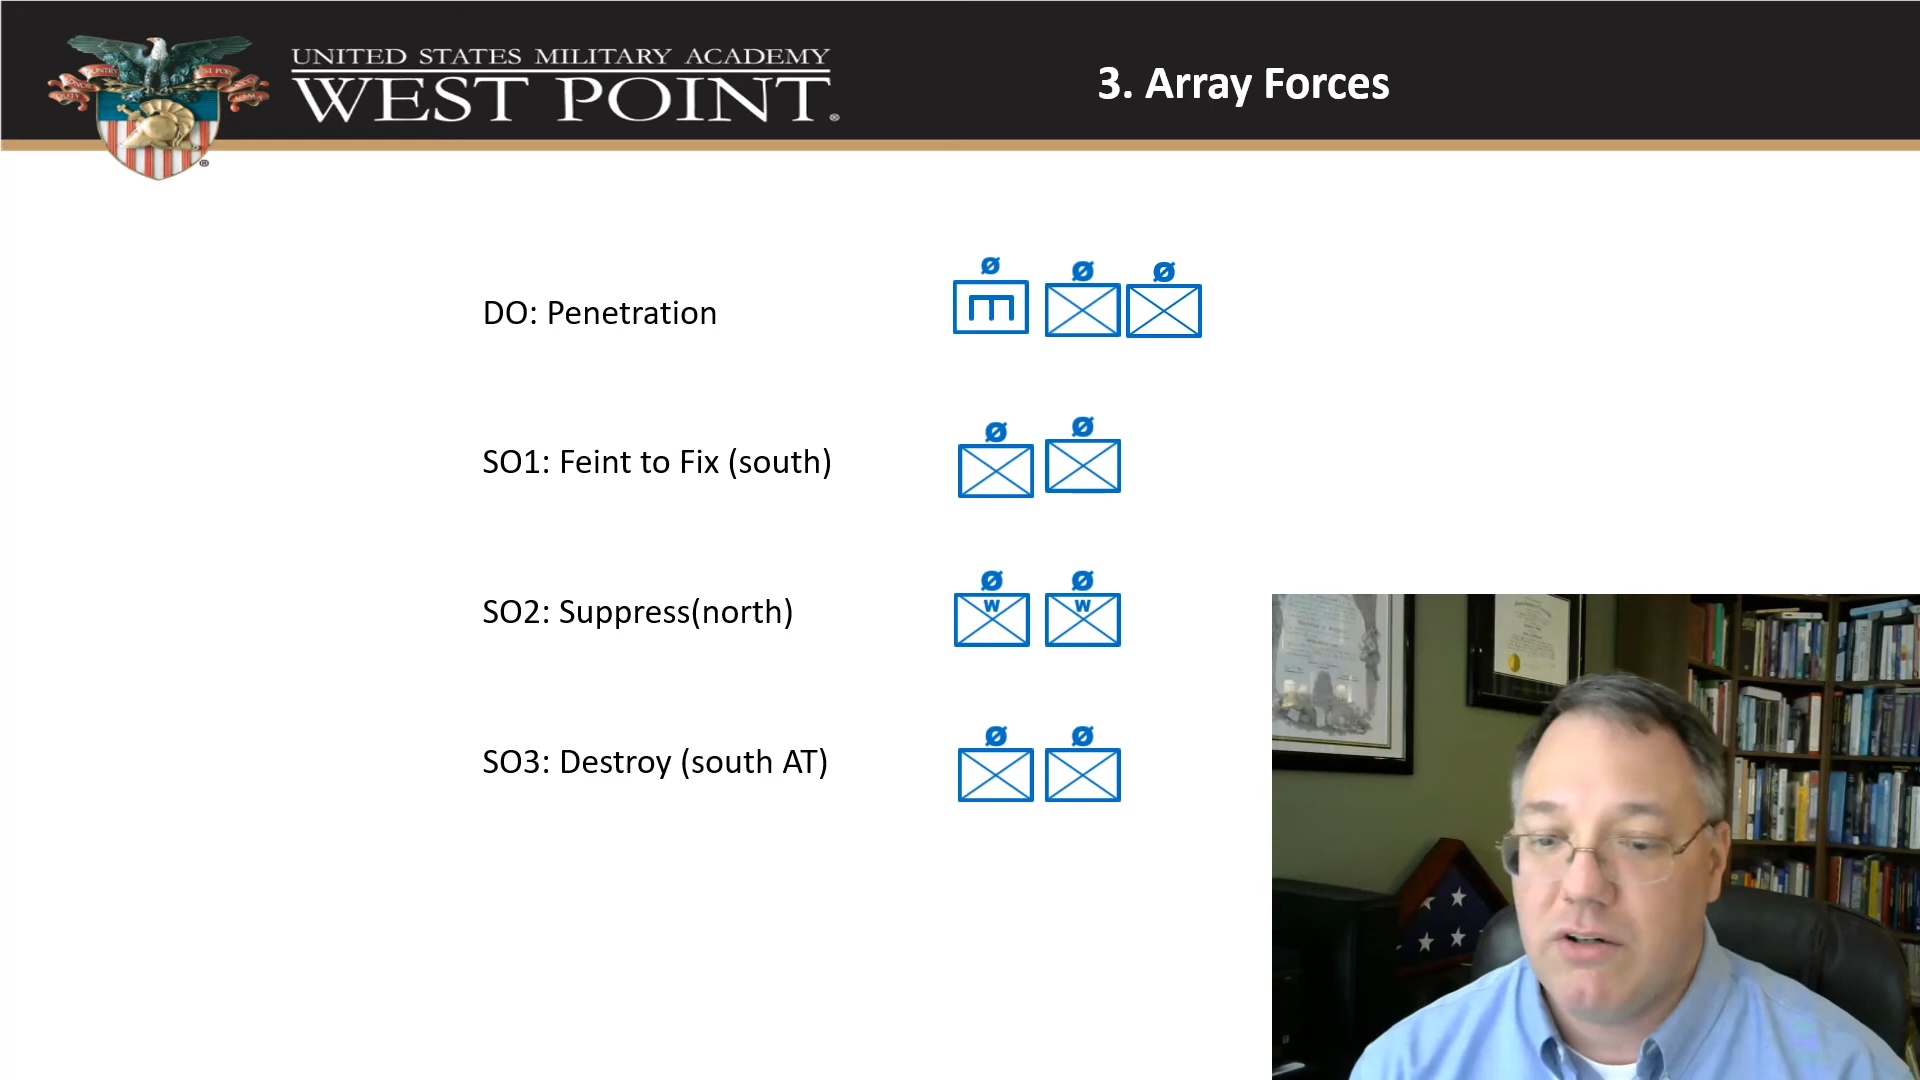 UNITED STATES MILITARY ACADEMY
WEST POINT®
3. Array Forces
DO: Penetration
Ø Ø Ø
SO1: Feint to Fix (south)
Ø Ø
SO2: Suppress(north)
Ø Ø
W W
SO3: Destroy (south AT)
Ø Ø